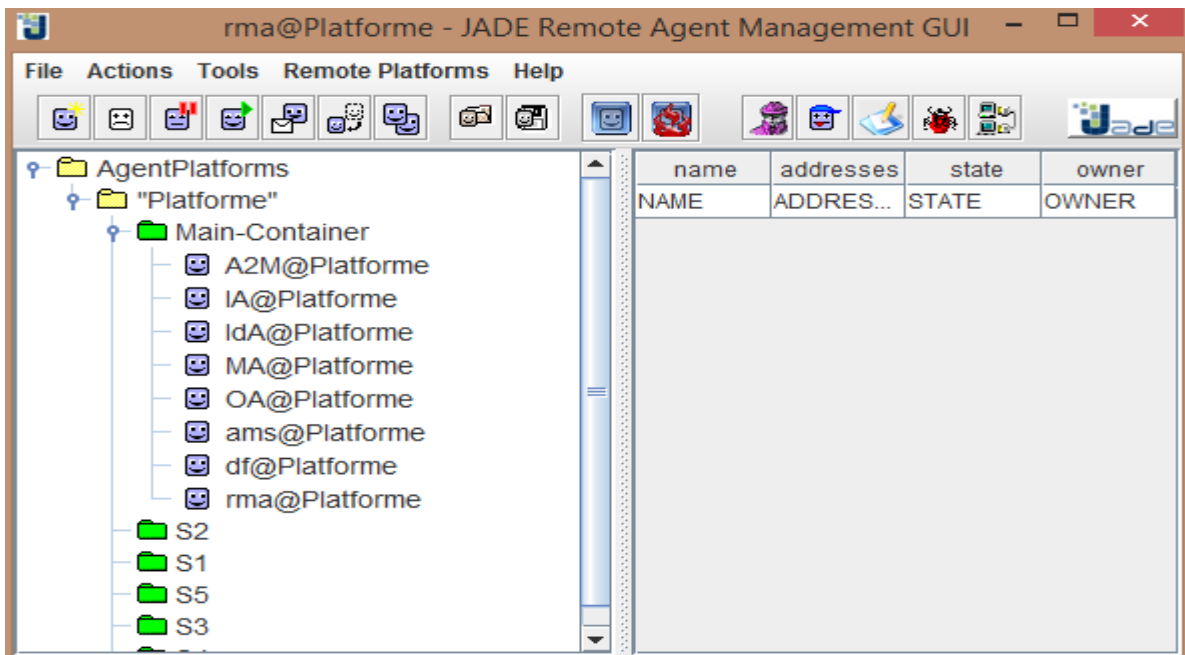 rma@Platforme - JADE Remote Agent Management GUI
File Actions Tools Remote Platforms Help
Jade
AgentPlatforms
"Platforme"
Main-Container
A2M@Platforme
IA@Platforme
IdA@Platforme
MA@Platforme
OA@Platforme
ams@Platforme
df@Platforme
rma@Platforme
S2
S1
S5
S3
name addresses state owner
NAME ADDRES... STATE OWNER